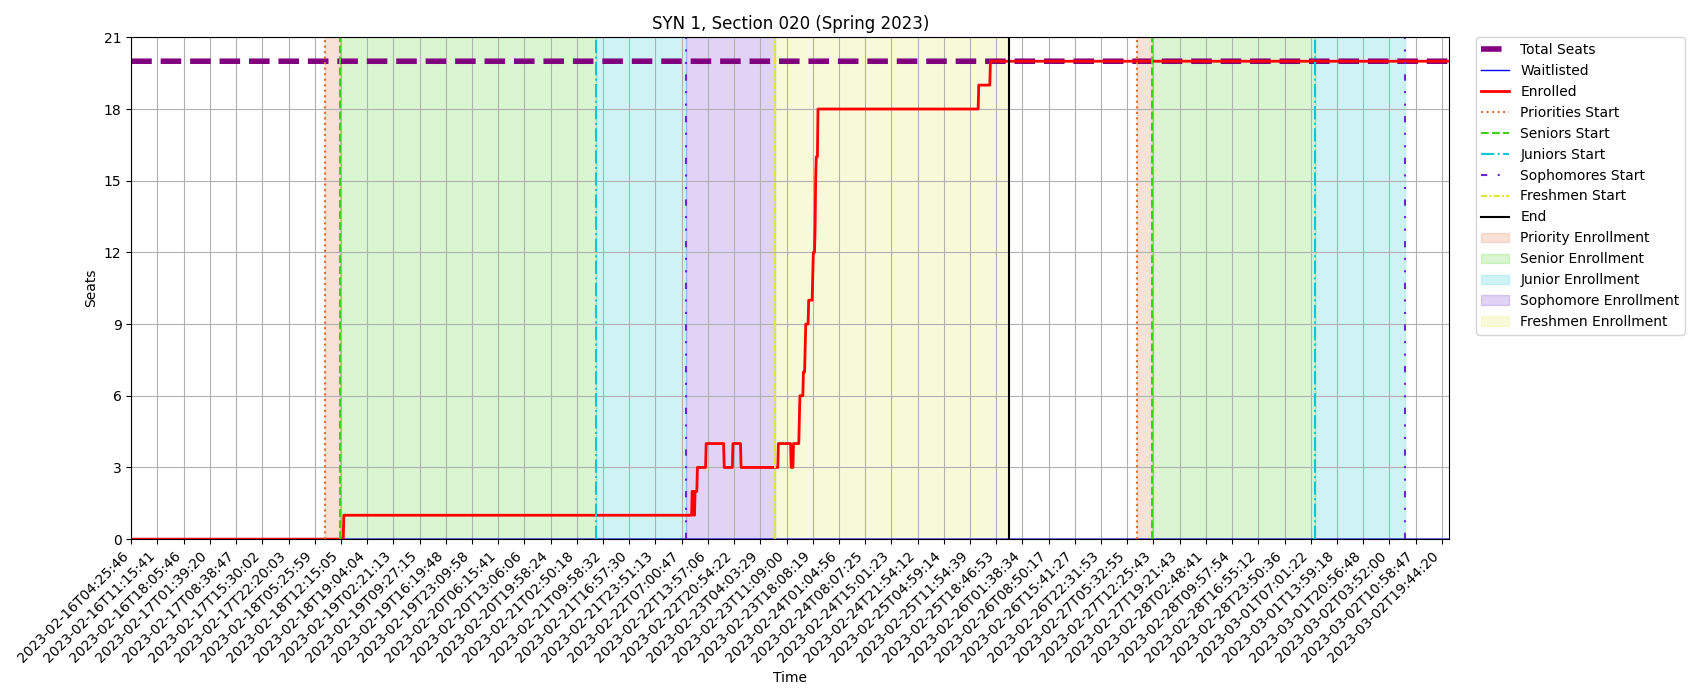 SYN 1, Section 020 (Spring 2023)
21
18
15
12
9
6
3
0
Seats
2023-02-16T04:25:46
2023-02-16T11:15:41
2023-02-16T18:05:46
2023-02-17T01:39:20
2023-02-17T08:38:47
2023-02-17T15:30:02
2023-02-17T22:20:03
2023-02-18T05:25:59
2023-02-18T12:15:05
2023-02-18T19:04:04
2023-02-19T02:21:13
2023-02-19T09:27:15
2023-02-19T16:19:48
2023-02-19T23:09:58
2023-02-20T06:15:41
2023-02-20T13:06:06
2023-02-20T19:58:24
2023-02-21T02:50:18
2023-02-21T09:58:32
2023-02-21T16:57:30
2023-02-21T23:51:13
2023-02-22T07:00:47
2023-02-22T13:57:06
2023-02-22T20:54:22
2023-02-23T04:03:29
2023-02-23T11:09:00
2023-02-23T18:08:19
2023-02-24T01:04:56
2023-02-24T08:07:25
2023-02-24T15:01:23
2023-02-24T21:54:12
2023-02-25T04:59:14
2023-02-25T11:54:39
2023-02-25T18:46:53
2023-02-26T01:38:34
2023-02-26T08:50:17
2023-02-26T15:41:27
2023-02-26T22:31:53
2023-02-27T05:32:55
2023-02-27T12:25:43
2023-02-27T19:21:43
2023-02-28T02:48:41
2023-02-28T09:57:54
2023-02-28T16:55:12
2023-02-28T23:50:36
2023-03-01T07:01:22
2023-03-01T13:59:18
2023-03-01T20:56:48
2023-03-02T03:52:00
2023-03-02T10:58:47
2023-03-02T19:44:20
Time
Total Seats
Waitlisted
Enrolled
Priorities Start
Seniors Start
Juniors Start
Sophomores Start
Freshmen Start
End
Priority Enrollment
Senior Enrollment
Junior Enrollment
Sophomore Enrollment
Freshmen Enrollment